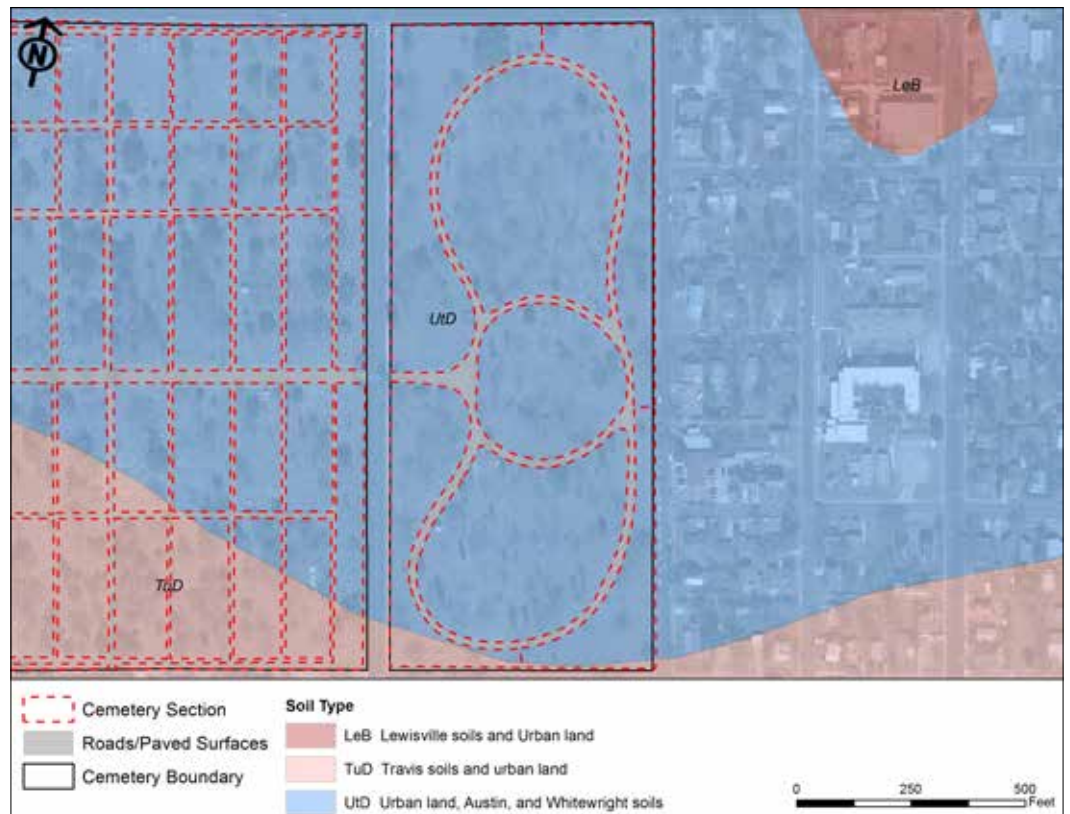 N
LeB
UtD
TuD
Cemetery Section
Roads/Paved Surfaces
Cemetery Boundary
Soil Type
LeB Lewisville soils and Urban land
TuD Travis soils and urban land
UtD Urban land, Austin, and Whitewright soils
0 250 500
Feet